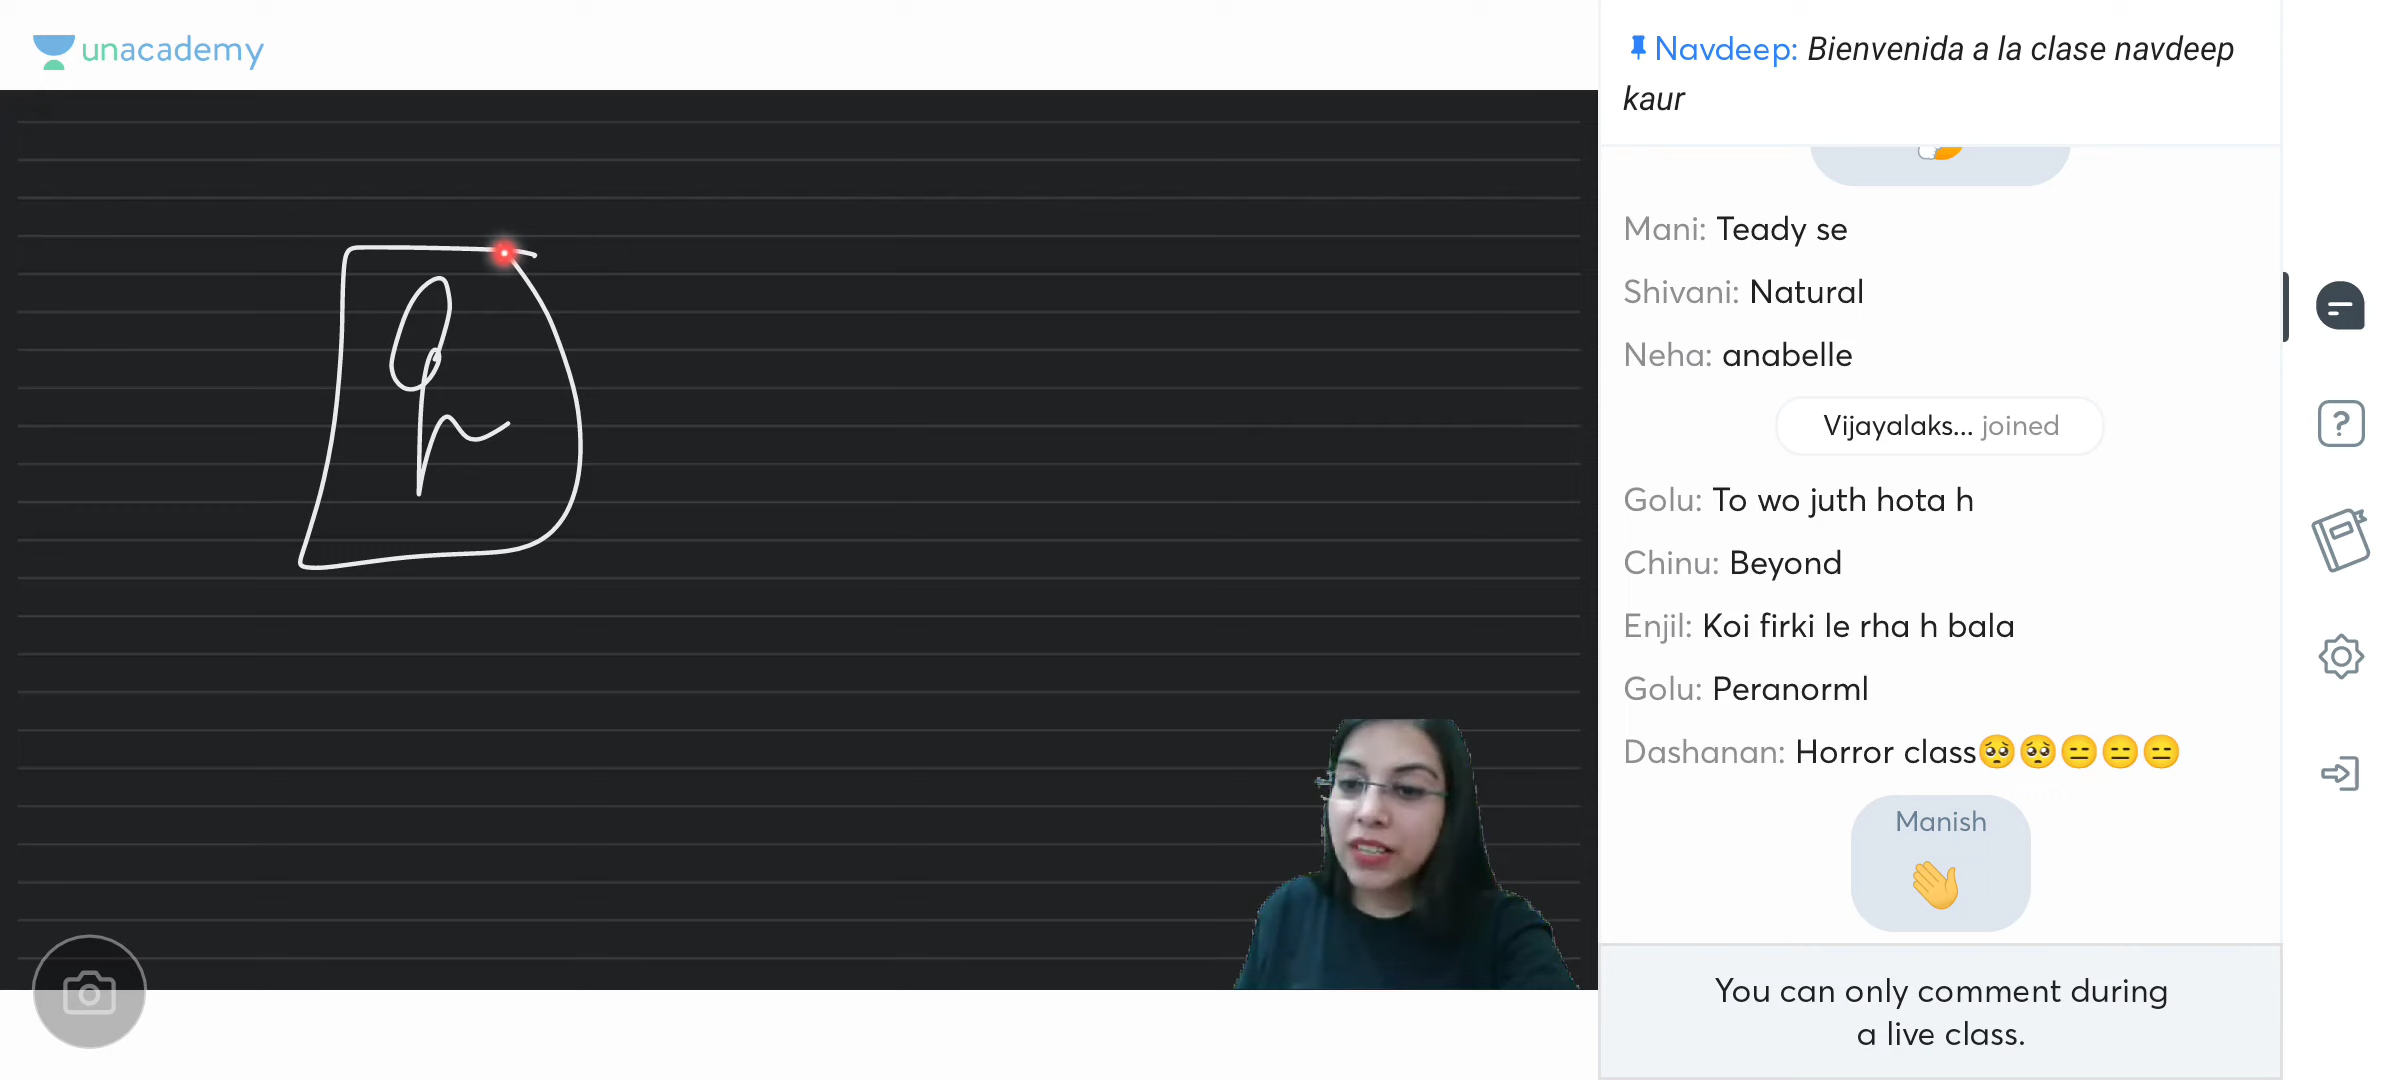 unacademy
Navdeep: Bienvenida a la clase navdeep
kaur
Mani: Teady se
Shivani: Natural
Neha: anabelle
Vijayalaks... joined
Golu: To wo juth hota h
Chinu: Beyond
Enjil: Koi firki le rha h bala
Golu: Peranorml
Dashanan: Horror class🥺🥺😑😑😑
Manish
👋
You can only comment during
a live class.